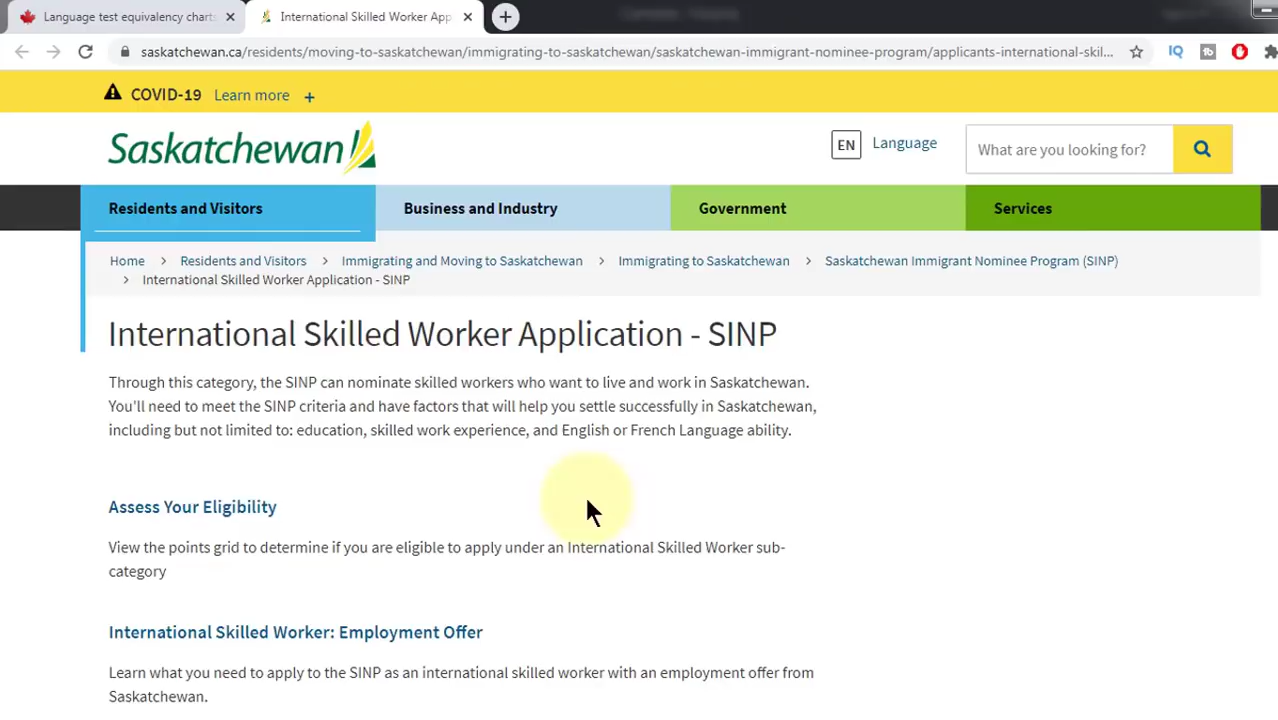 Language test equivalency charts
International Skilled Worker App
saskatchewan.ca/residents/moving-to-saskatchewan/immigrating-to-saskatchewan/saskatchewan-immigrant-nominee-program/applicants-international-skil...
IQ
COVID-19 Learn more +
Saskatchewan
EN Language What are you looking for?
Residents and Visitors Business and Industry Government Services
Home > Residents and Visitors > Immigrating and Moving to Saskatchewan > Immigrating to Saskatchewan > Saskatchewan Immigrant Nominee Program (SINP)
> International Skilled Worker Application - SINP
International Skilled Worker Application - SINP
Through this category, the SINP can nominate skilled workers who want to live and work in Saskatchewan.
You'll need to meet the SINP criteria and have factors that will help you settle successfully in Saskatchewan,
including but not limited to: education, skilled work experience, and English or French Language ability.
Assess Your Eligibility
View the points grid to determine if you are eligible to apply under an International Skilled Worker sub-
category
International Skilled Worker: Employment Offer
Learn what you need to apply to the SINP as an international skilled worker with an employment offer from
Saskatchewan.